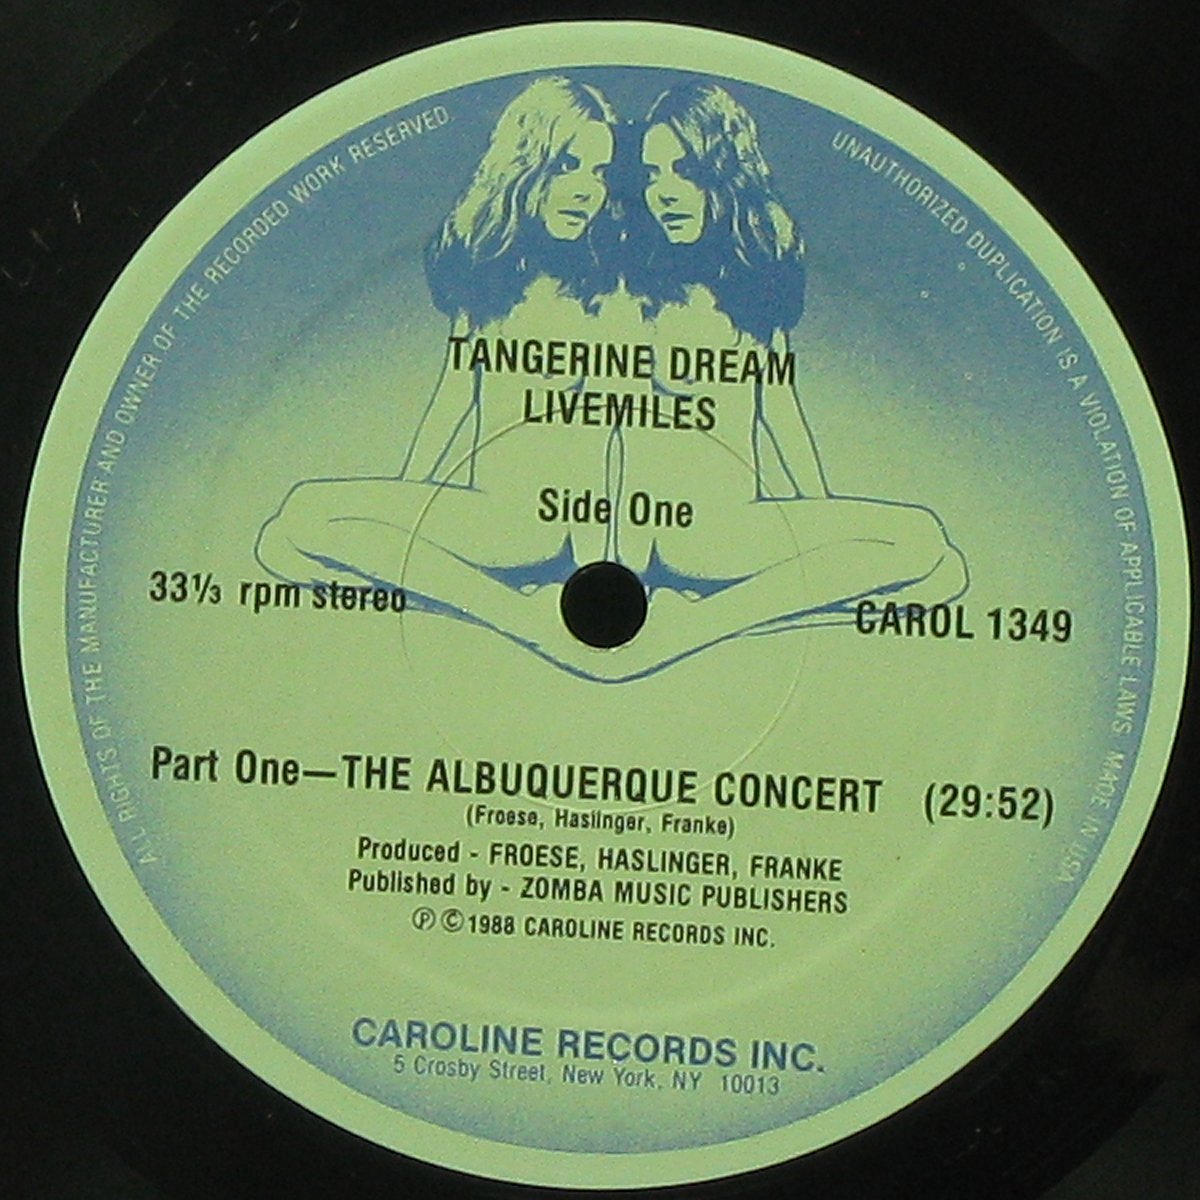 ALL RIGHTS OF THE MANUFACTURER AND OWNER OF THE RECORDED WORK RESERVED.
UNAUTHORIZED DUPLICATION IS A VIOLATION OF APPLICABLE LAWS. MADE IN USA
TANGERINE DREAM
LIVEMILES
Side One
33⅓ rpm stereo
CAROL 1349
Part One—THE ALBUQUERQUE CONCERT (29:52)
(Froese, Haslinger, Franke)
Produced - FROESE, HASLINGER, FRANKE
Published by - ZOMBA MUSIC PUBLISHERS
℗ © 1988 CAROLINE RECORDS INC.
CAROLINE RECORDS INC.
5 Crosby Street, New York, NY 10013